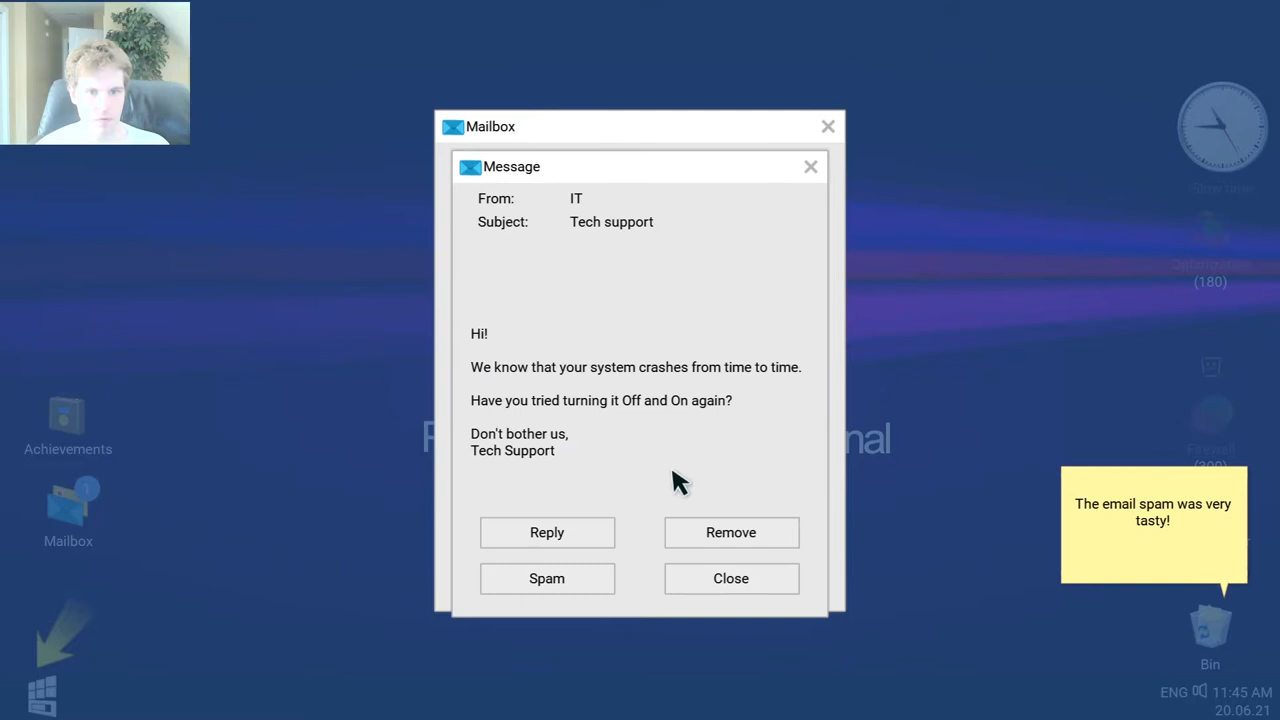 Mailbox
Message
From: IT
Subject: Tech support
Hi!
We know that your system crashes from time to time.
Have you tried turning it Off and On again?
Don't bother us,
Tech Support
Reply Remove
Spam Close
Achievements
1
Mailbox
(180)
Firewall
The email spam was very
tasty!
Bin
ENG 11:45 AM
20.06.21